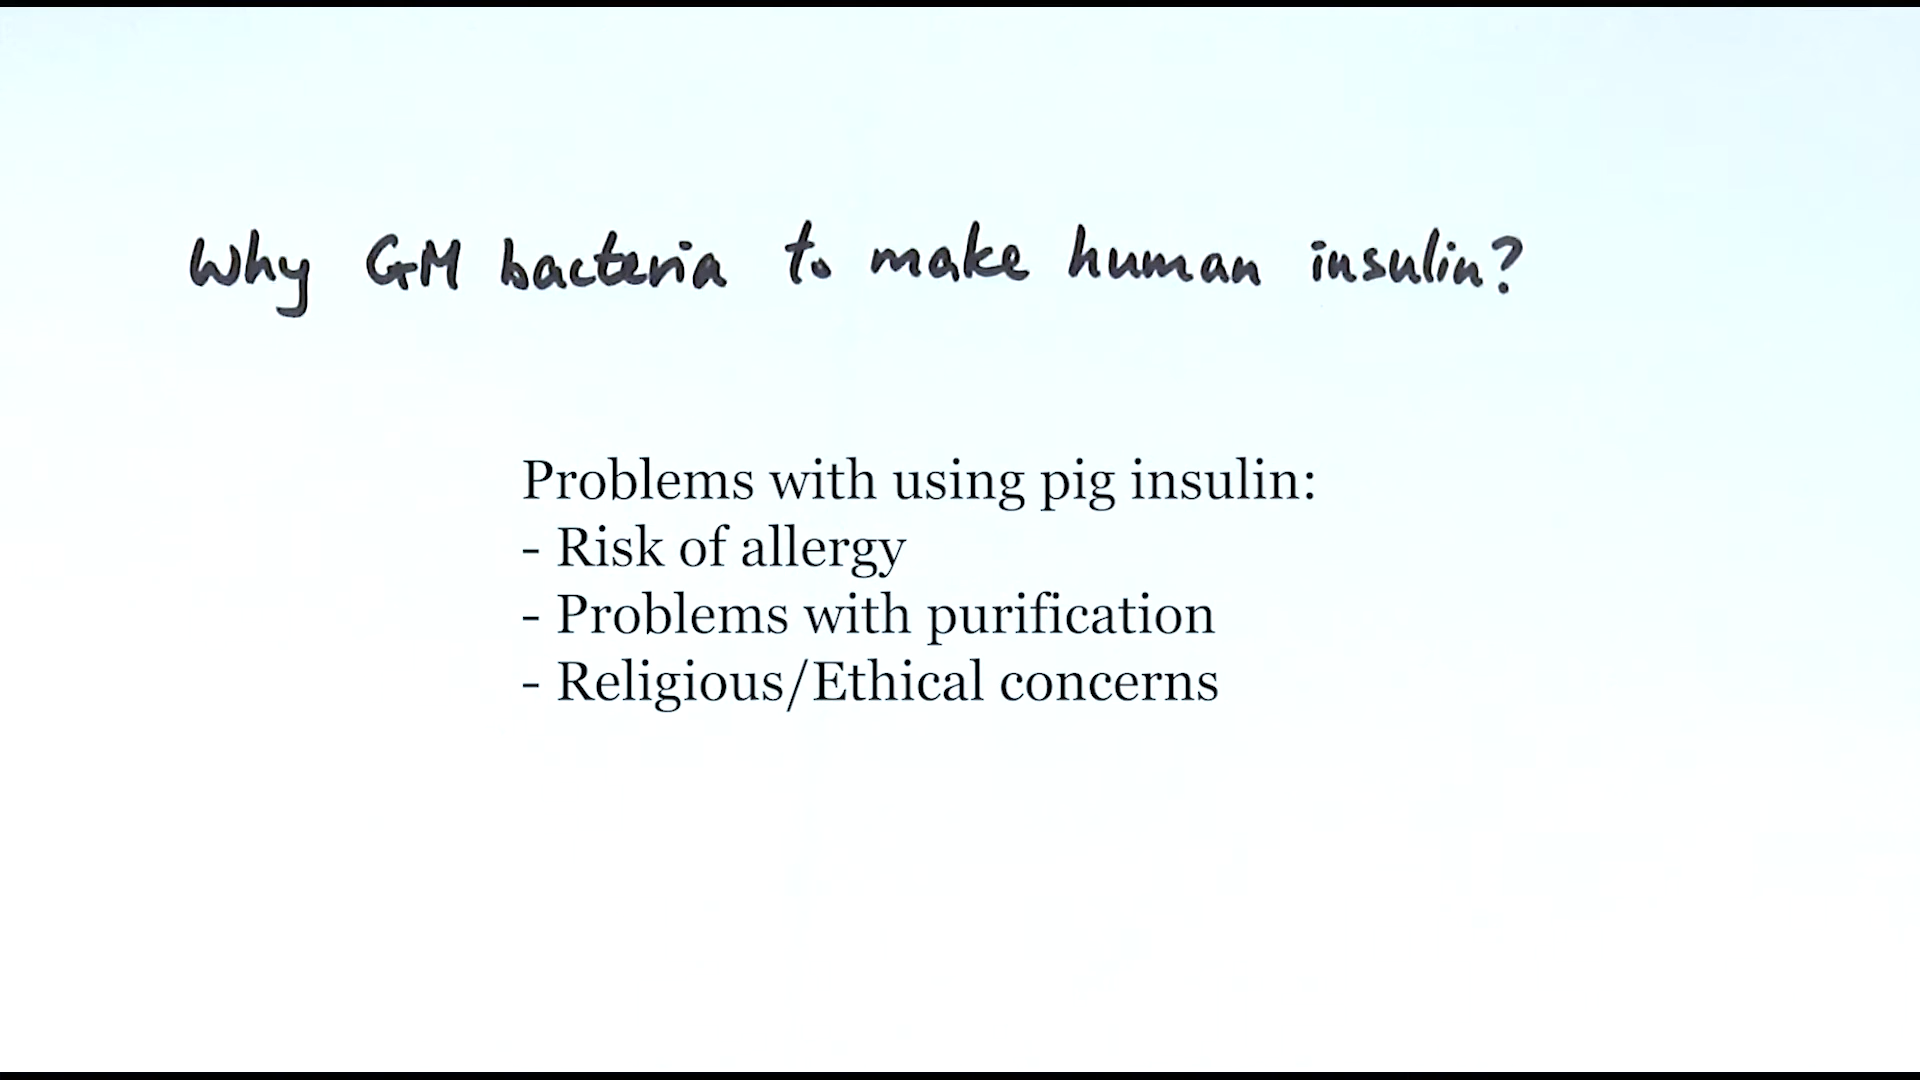 Why GM bacteria to make human insulin?
Problems with using pig insulin:
- Risk of allergy
- Problems with purification
- Religious/Ethical concerns